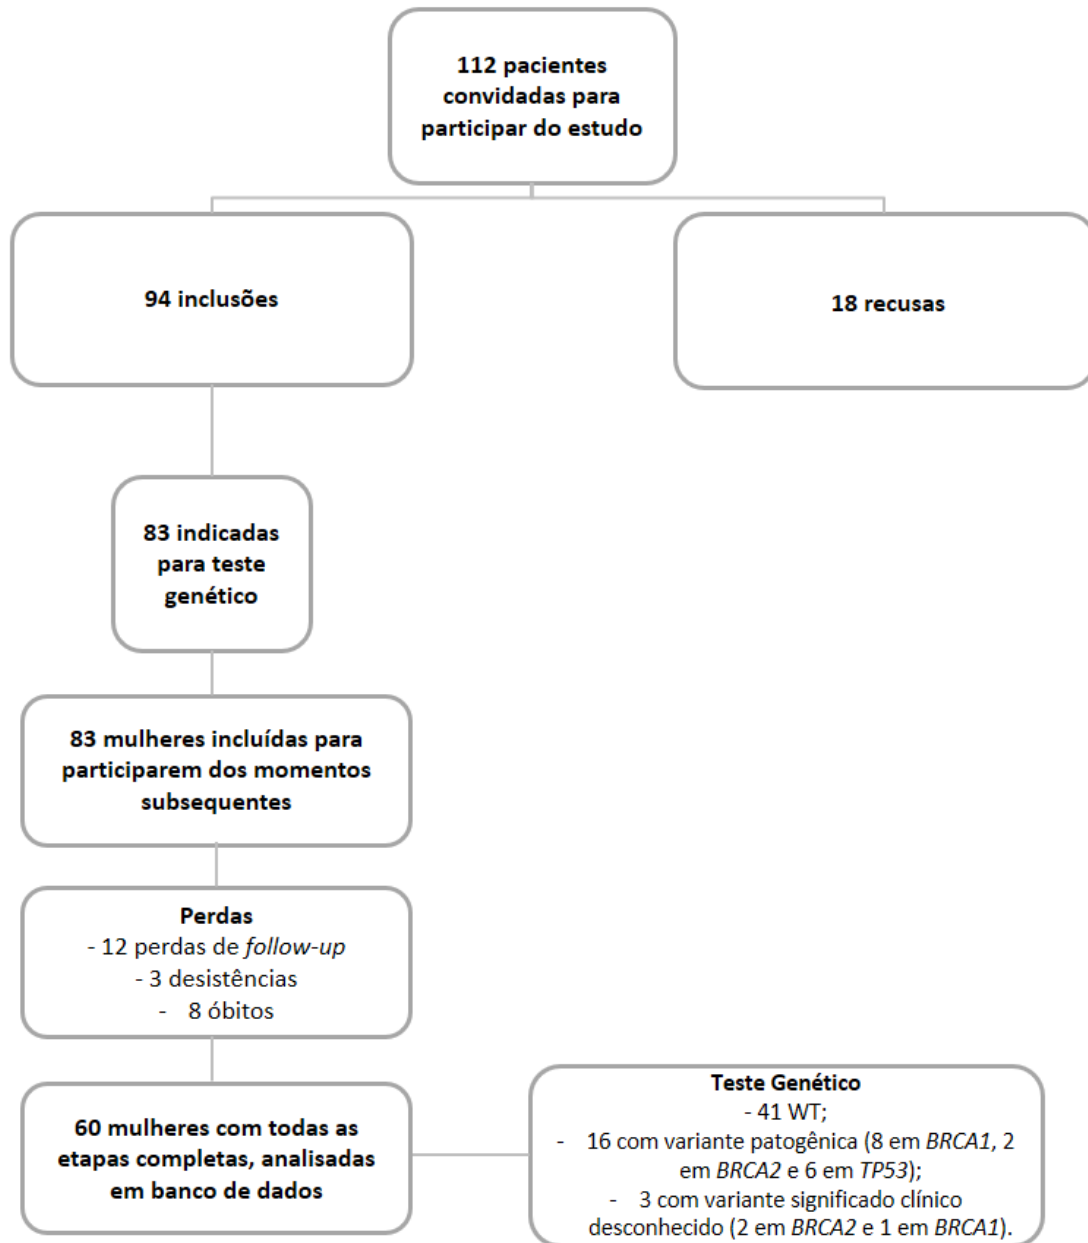 112 pacientes
convidadas para
participar do estudo
94 inclusões
18 recusas
83 indicadas
para teste
genético
83 mulheres incluídas para
participarem dos momentos
subsequentes
Perdas
- 12 perdas de follow-up
- 3 desistências
- 8 óbitos
60 mulheres com todas as
etapas completas, analisadas
em banco de dados
Teste Genético
- 41 WT;
- 16 com variante patogênica (8 em BRCA1, 2
em BRCA2 e 6 em TP53);
- 3 com variante significado clínico
desconhecido (2 em BRCA2 e 1 em BRCA1).